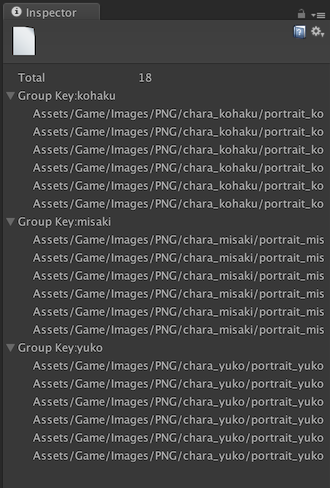 Inspector
Total 18
Group Key:kohaku
Assets/Game/Images/PNG/chara_kohaku/portrait_ko
Assets/Game/Images/PNG/chara_kohaku/portrait_ko
Assets/Game/Images/PNG/chara_kohaku/portrait_ko
Assets/Game/Images/PNG/chara_kohaku/portrait_ko
Assets/Game/Images/PNG/chara_kohaku/portrait_ko
Assets/Game/Images/PNG/chara_kohaku/portrait_ko
Group Key:misaki
Assets/Game/Images/PNG/chara_misaki/portrait_mis
Assets/Game/Images/PNG/chara_misaki/portrait_mis
Assets/Game/Images/PNG/chara_misaki/portrait_mis
Assets/Game/Images/PNG/chara_misaki/portrait_mis
Assets/Game/Images/PNG/chara_misaki/portrait_mis
Assets/Game/Images/PNG/chara_misaki/portrait_mis
Group Key:yuko
Assets/Game/Images/PNG/chara_yuko/portrait_yuko
Assets/Game/Images/PNG/chara_yuko/portrait_yuko
Assets/Game/Images/PNG/chara_yuko/portrait_yuko
Assets/Game/Images/PNG/chara_yuko/portrait_yuko
Assets/Game/Images/PNG/chara_yuko/portrait_yuko
Assets/Game/Images/PNG/chara_yuko/portrait_yuko